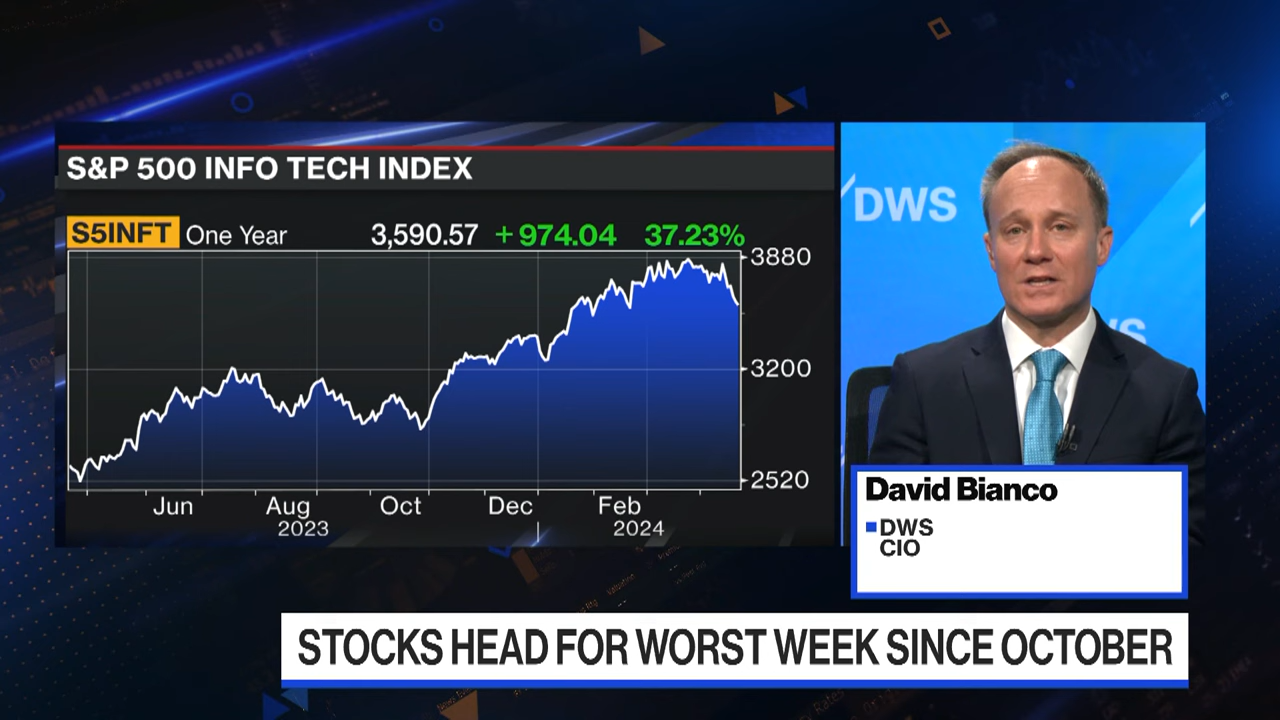 S&P 500 INFO TECH INDEX
S5INFT One Year 3,590.57 +974.04 37.23%
3880
3200
2520
Jun Aug Oct Dec Feb
2023 2024
DWS
David Bianco
DWS
CIO
STOCKS HEAD FOR WORST WEEK SINCE OCTOBER